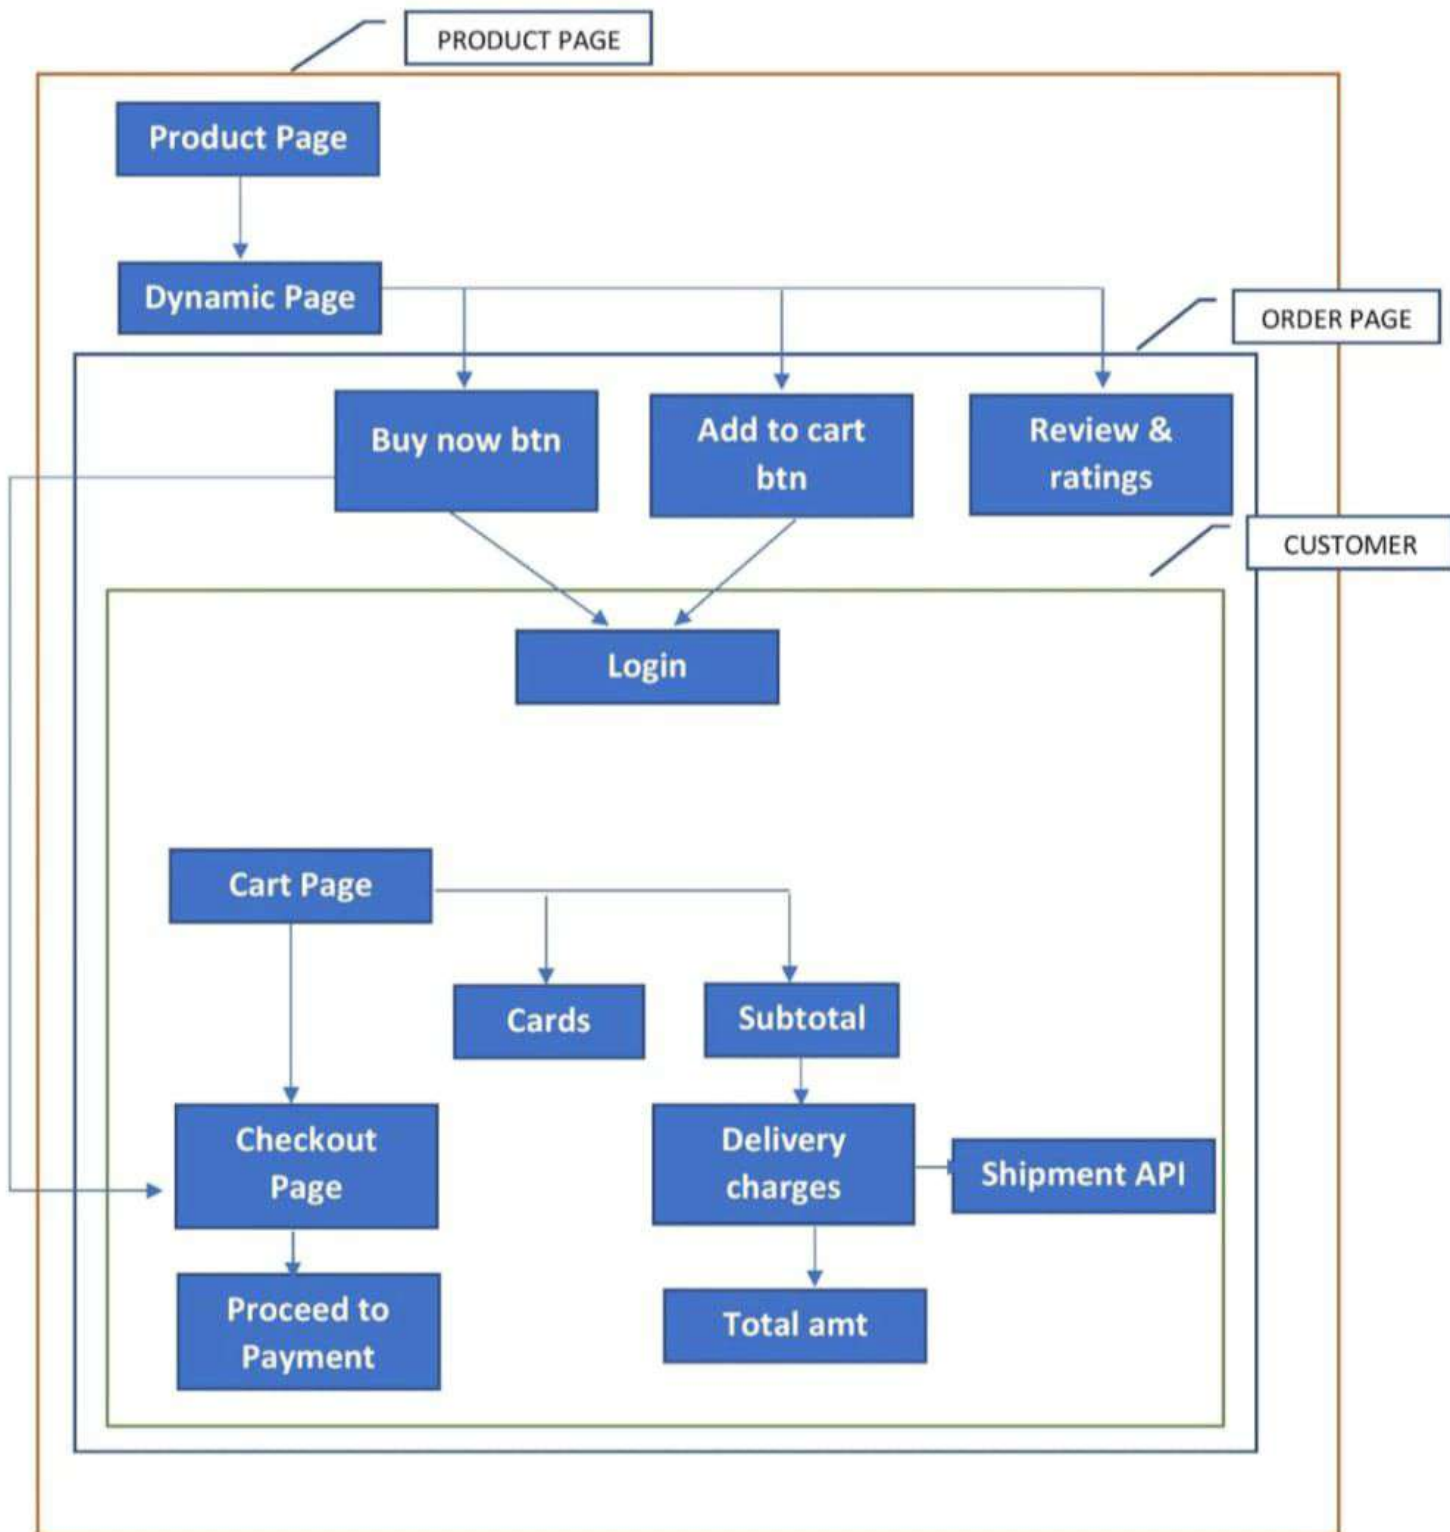 PRODUCT PAGE
Product Page
Dynamic Page
ORDER PAGE
Buy now btn
Add to cart
btn
Review &
ratings
CUSTOMER
Login
Cart Page
Cards
Subtotal
Checkout
Page
Delivery
charges
Shipment API
Proceed to
Payment
Total amt